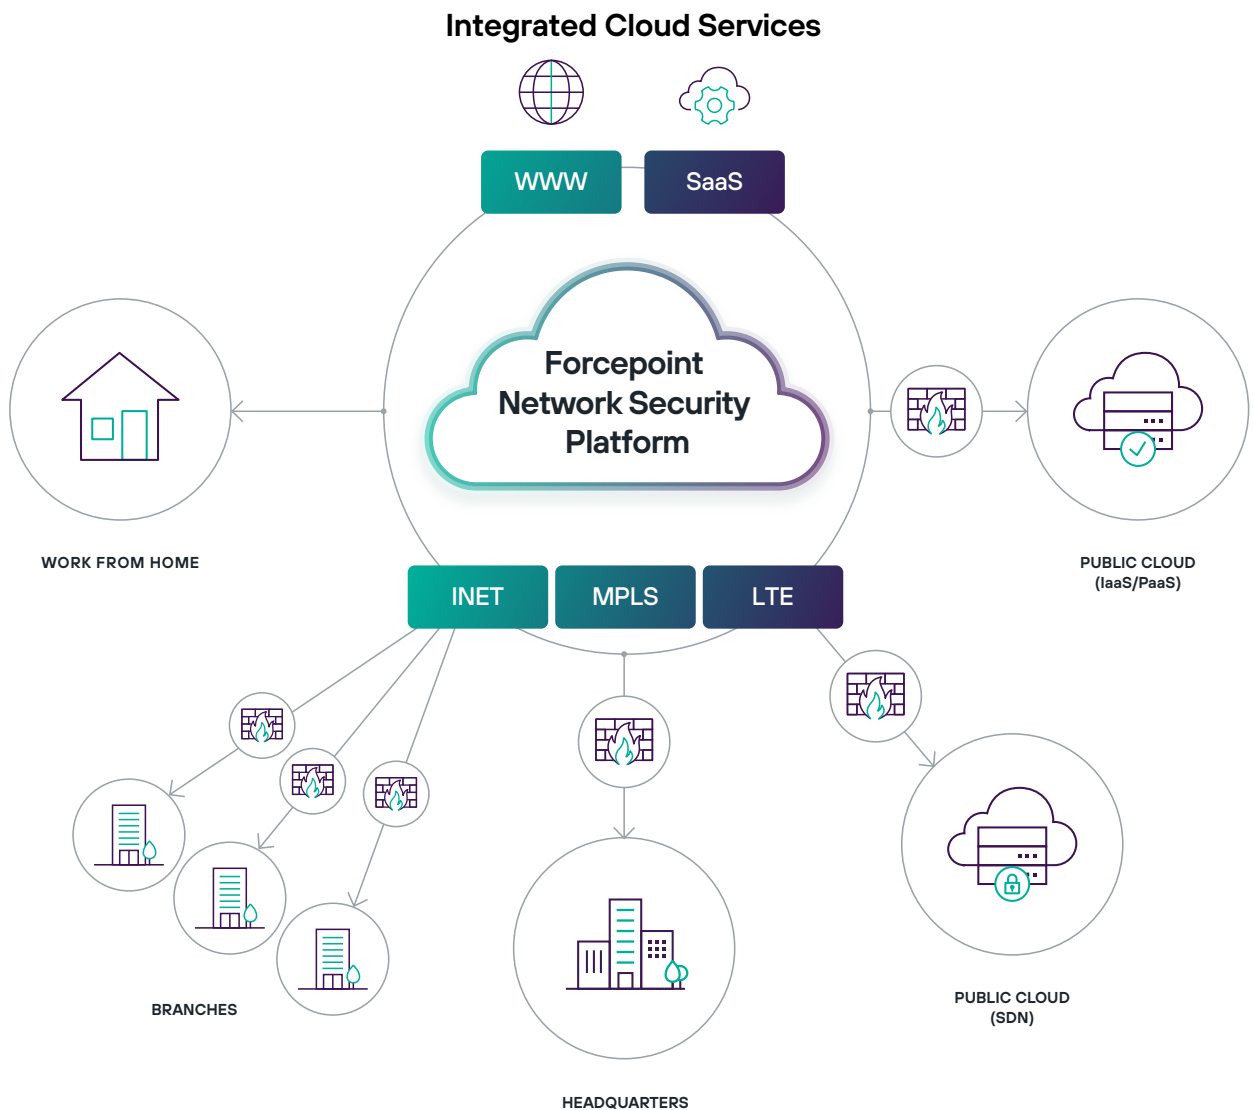 Integrated Cloud Services
WWW
SaaS
Forcepoint
Network Security
Platform
WORK FROM HOME
PUBLIC CLOUD
(IaaS/PaaS)
INET
MPLS
LTE
BRANCHES
PUBLIC CLOUD
(SDN)
HEADQUARTERS